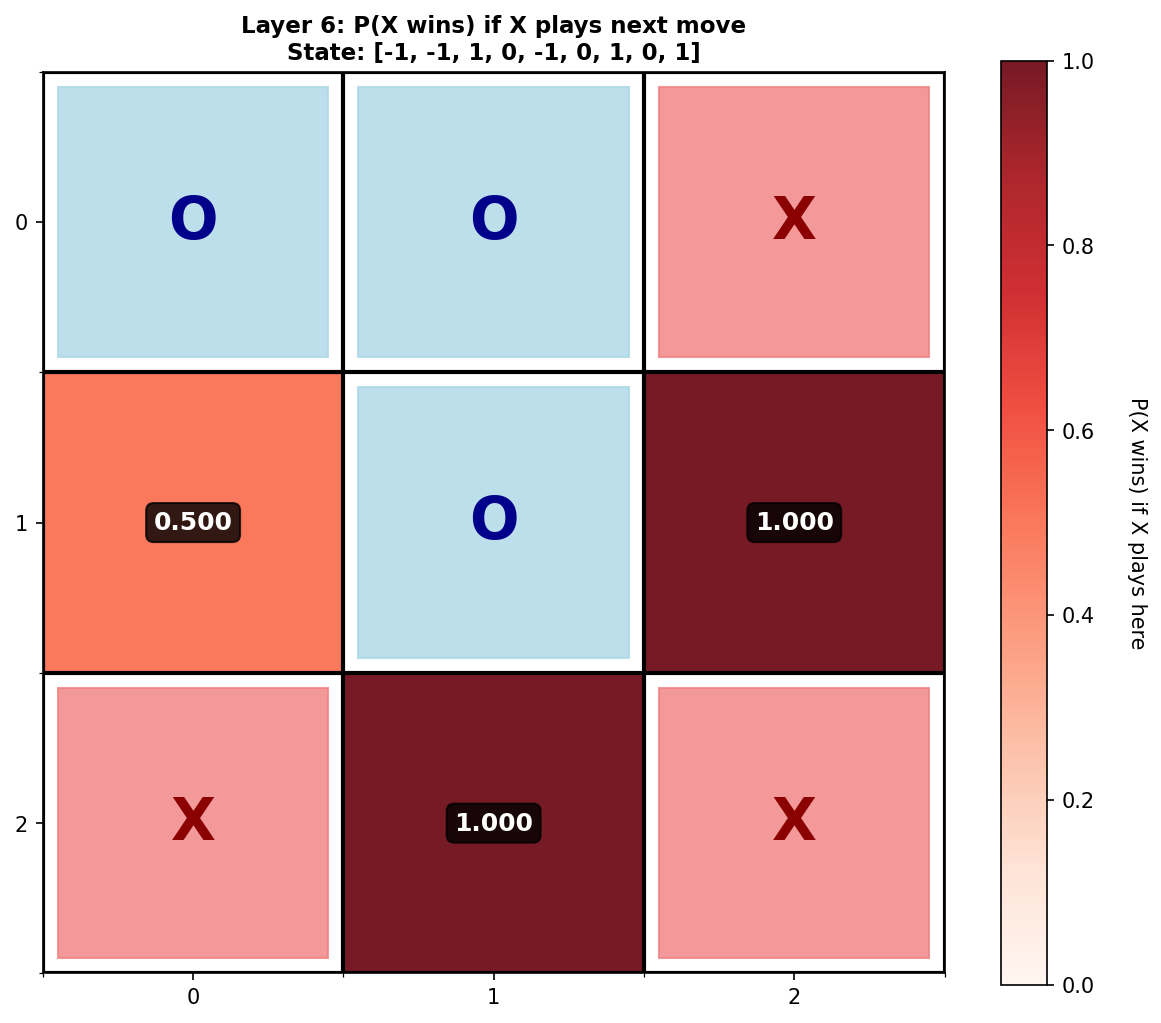 Layer 6: P(X wins) if X plays next move
State: [-1, -1, 1, 0, -1, 0, 1, 0, 1]
0
O
O
X
1
0.500
O
1.000
2
X
1.000
X
0
1
2
1.0
0.8
0.6
0.4
0.2
0.0
P(X wins) if X plays here